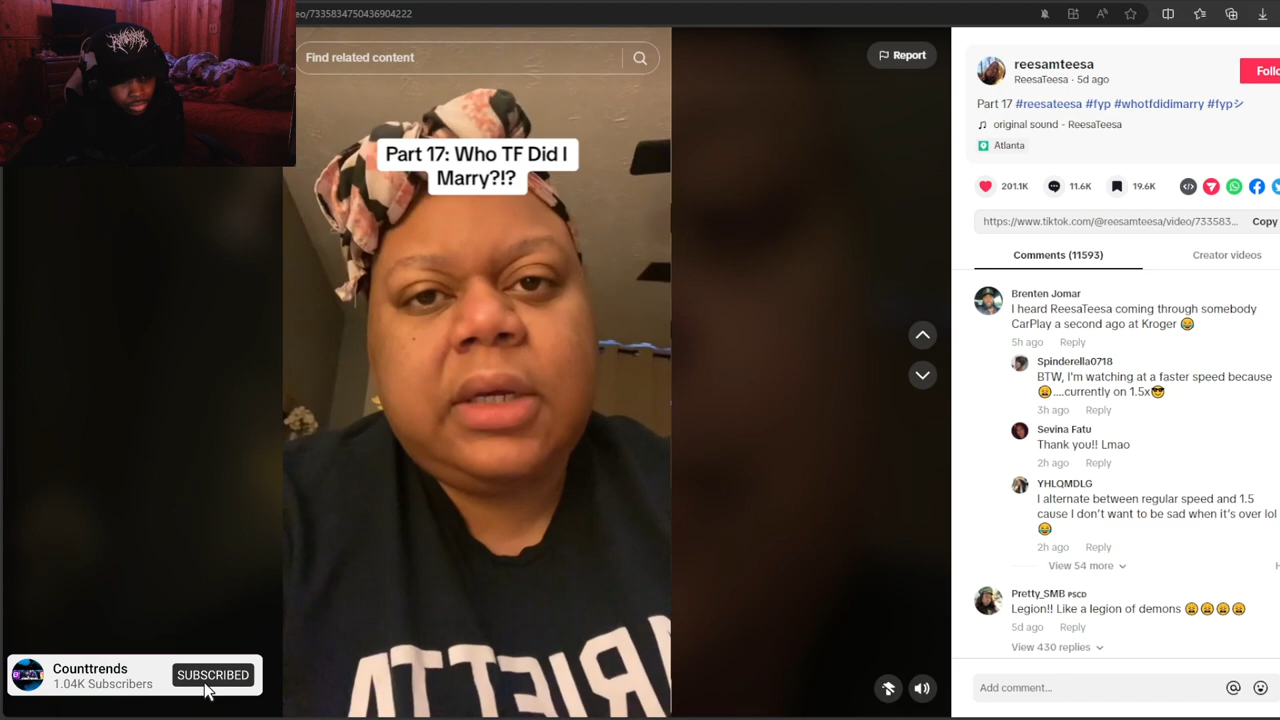 eo/7335834750436904222
Find related content
Report
Part 17: Who TF Did I
Marry?!?
Counttrends
1.04K Subscribers
SUBSCRIBED
reesamteesa
ReesaTeesa · 5d ago
Follo
Part 17 #reesateesa #fyp #whotfdidimarry #fypシ
original sound - ReesaTeesa
Atlanta
201.1K
11.6K
19.6K
https://www.tiktok.com/@reesamteesa/video/733583...
Copy
Comments (11593)
Creator videos
Brenten Jomar
I heard ReesaTeesa coming through somebody
CarPlay a second ago at Kroger 😂
5h ago Reply
Spinderella0718
BTW, I'm watching at a faster speed because
😩....currently on 1.5x😎
3h ago Reply
Sevina Fatu
Thank you!! Lmao
2h ago Reply
YHLQMDLG
I alternate between regular speed and 1.5
cause I don't want to be sad when it's over lol
😂
2h ago Reply
View 54 more
H
Pretty_SMB PSCD
Legion!! Like a legion of demons 😩😩😩😩
5d ago Reply
View 430 replies
Add comment...